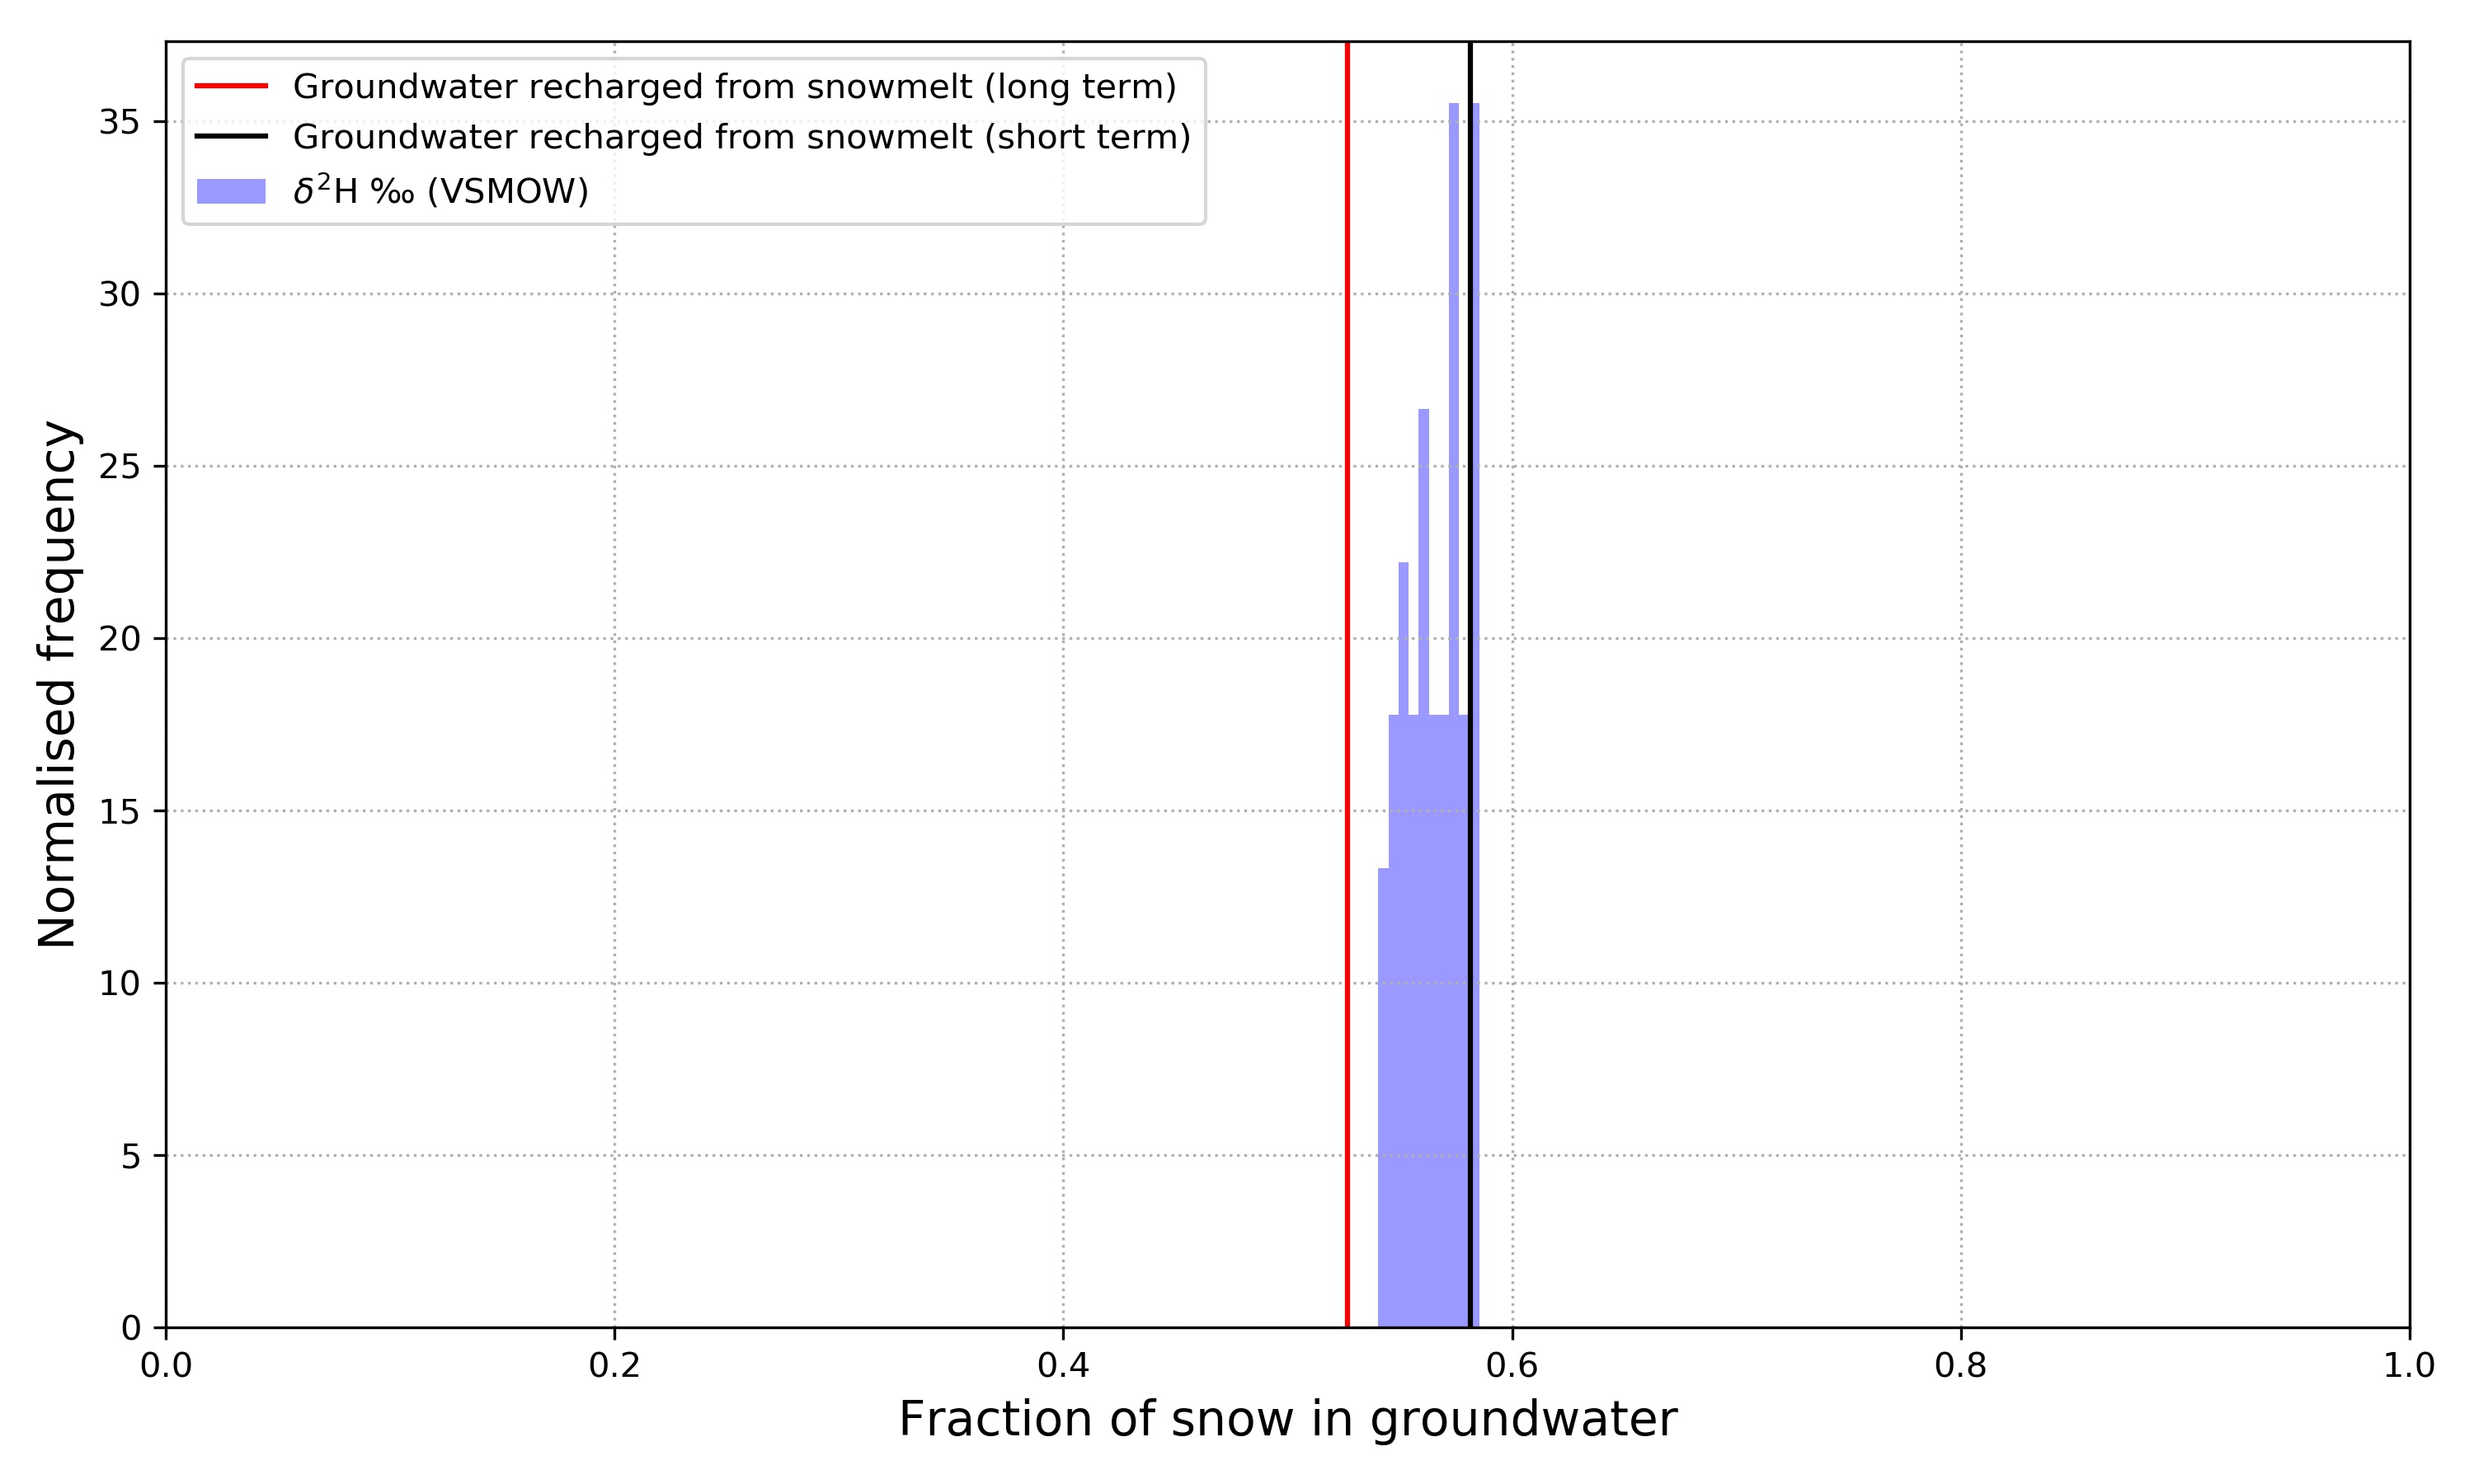 Groundwater recharged from snowmelt (long term)
Groundwater recharged from snowmelt (short term)
δ²H ‰ (VSMOW)
35
30
25
20
15
10
5
0
Normalised frequency
0.0 0.2 0.4 0.6 0.8 1.0
Fraction of snow in groundwater